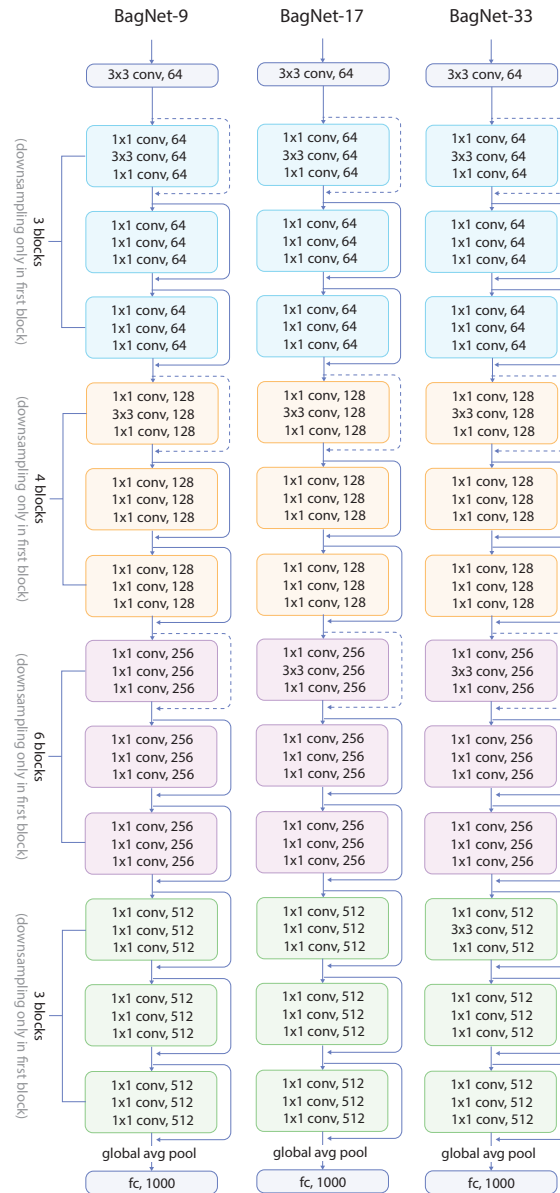 BagNet-9
3x3 conv, 64
1x1 conv, 64
3x3 conv, 64
1x1 conv, 64
1x1 conv, 64
1x1 conv, 64
1x1 conv, 64
1x1 conv, 64
1x1 conv, 64
1x1 conv, 64
3 blocks
(downsampling only in first block)
1x1 conv, 128
3x3 conv, 128
1x1 conv, 128
1x1 conv, 128
1x1 conv, 128
1x1 conv, 128
1x1 conv, 128
1x1 conv, 128
1x1 conv, 128
4 blocks
(downsampling only in first block)
1x1 conv, 256
1x1 conv, 256
1x1 conv, 256
1x1 conv, 256
1x1 conv, 256
1x1 conv, 256
1x1 conv, 256
1x1 conv, 256
1x1 conv, 256
6 blocks
(downsampling only in first block)
1x1 conv, 512
1x1 conv, 512
1x1 conv, 512
1x1 conv, 512
1x1 conv, 512
1x1 conv, 512
1x1 conv, 512
1x1 conv, 512
1x1 conv, 512
3 blocks
(downsampling only in first block)
global avg pool
fc, 1000
BagNet-17
3x3 conv, 64
1x1 conv, 64
3x3 conv, 64
1x1 conv, 64
1x1 conv, 64
1x1 conv, 64
1x1 conv, 64
1x1 conv, 64
1x1 conv, 64
1x1 conv, 64
1x1 conv, 128
3x3 conv, 128
1x1 conv, 128
1x1 conv, 128
1x1 conv, 128
1x1 conv, 128
1x1 conv, 128
1x1 conv, 128
1x1 conv, 128
1x1 conv, 256
3x3 conv, 256
1x1 conv, 256
1x1 conv, 256
1x1 conv, 256
1x1 conv, 256
1x1 conv, 256
1x1 conv, 256
1x1 conv, 256
1x1 conv, 512
1x1 conv, 512
1x1 conv, 512
1x1 conv, 512
1x1 conv, 512
1x1 conv, 512
1x1 conv, 512
1x1 conv, 512
1x1 conv, 512
global avg pool
fc, 1000
BagNet-33
3x3 conv, 64
1x1 conv, 64
3x3 conv, 64
1x1 conv, 64
1x1 conv, 64
1x1 conv, 64
1x1 conv, 64
1x1 conv, 64
1x1 conv, 64
1x1 conv, 64
1x1 conv, 128
3x3 conv, 128
1x1 conv, 128
1x1 conv, 128
1x1 conv, 128
1x1 conv, 128
1x1 conv, 128
1x1 conv, 128
1x1 conv, 128
1x1 conv, 256
3x3 conv, 256
1x1 conv, 256
1x1 conv, 256
1x1 conv, 256
1x1 conv, 256
1x1 conv, 256
1x1 conv, 256
1x1 conv, 256
1x1 conv, 512
3x3 conv, 512
1x1 conv, 512
1x1 conv, 512
1x1 conv, 512
1x1 conv, 512
1x1 conv, 512
1x1 conv, 512
1x1 conv, 512
global avg pool
fc, 1000